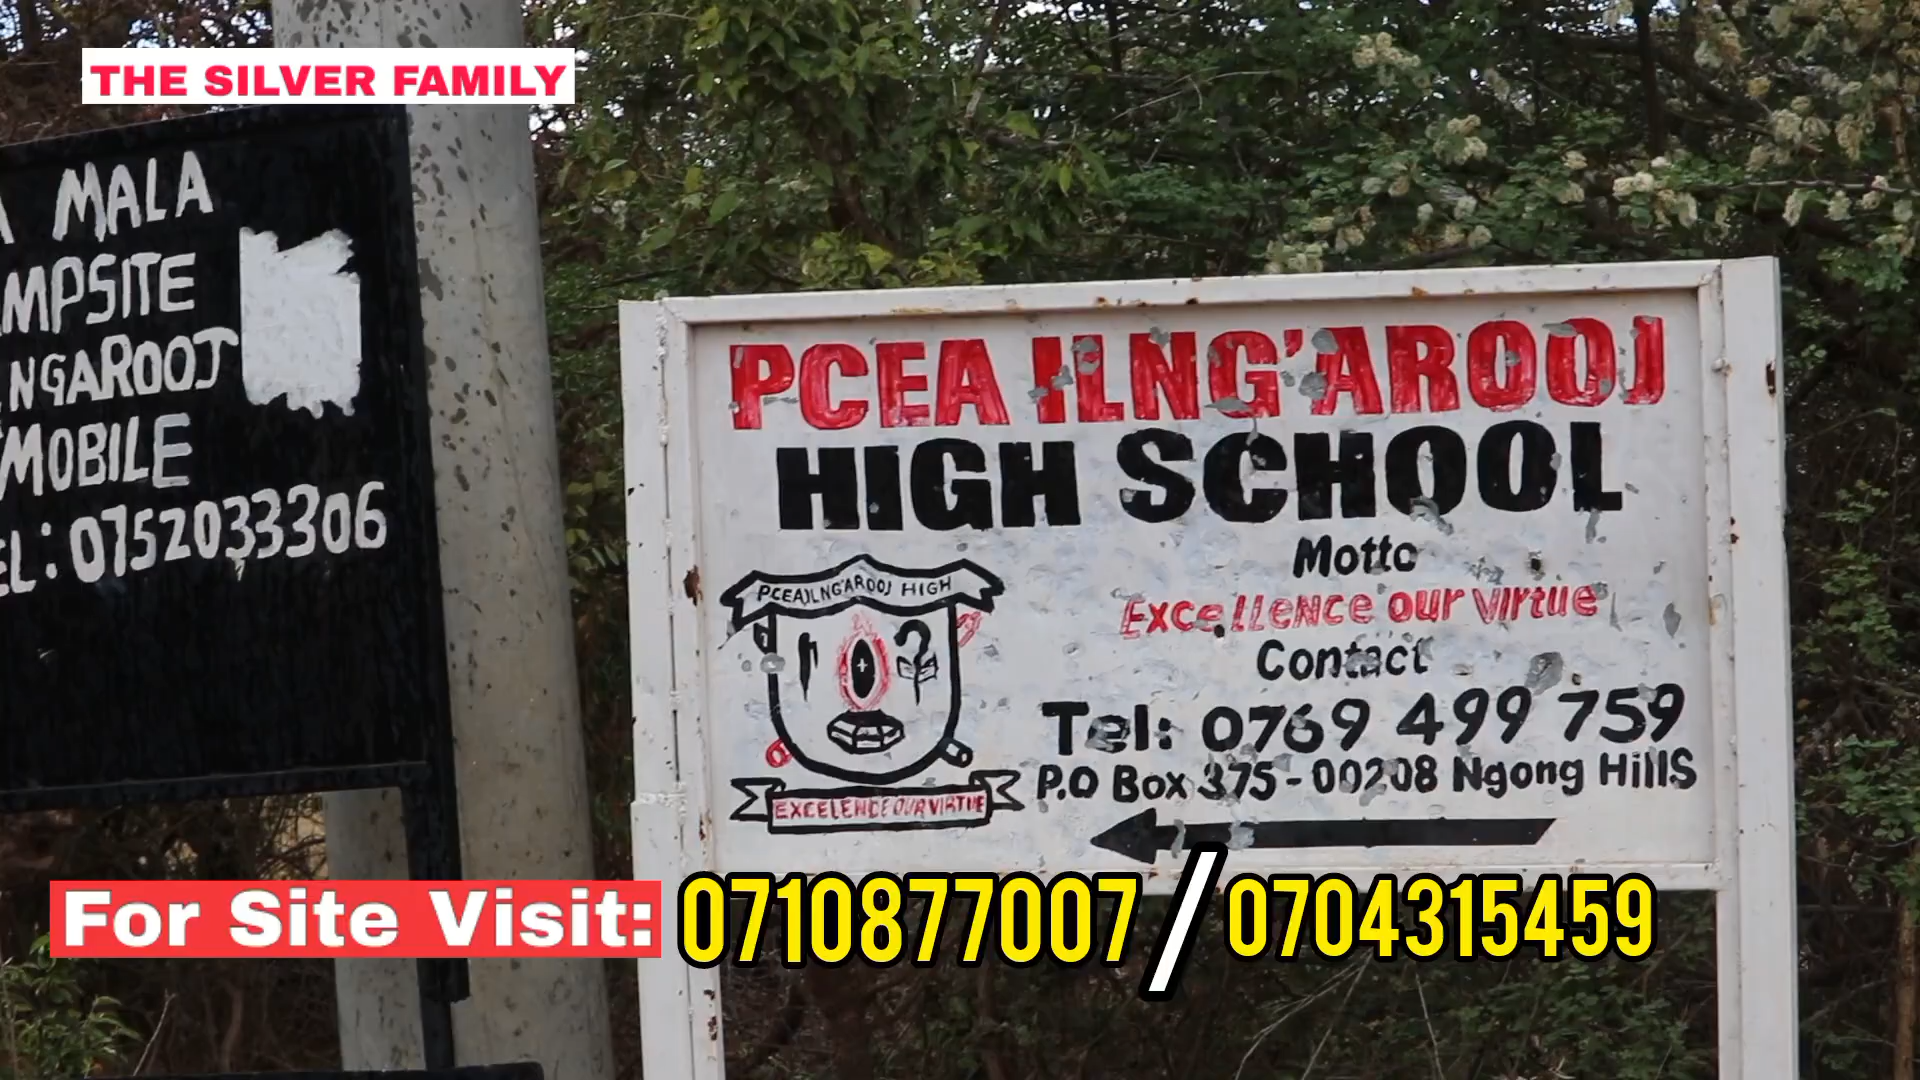 THE SILVER FAMILY
MALA
MPSITE
NGAROOJ
MOBILE
EL: 0752033306
PCEA ILNG'AROOJ
HIGH SCHOOL
Motto
Excellence our virtue
Contact
Tel: 0769 499 759
P.O Box 375-00208 Ngong Hills
PCEA ILNG'AROOJ HIGH
EXCELENCE OUR VIRTUE
For Site Visit: 0710877007/0704315459